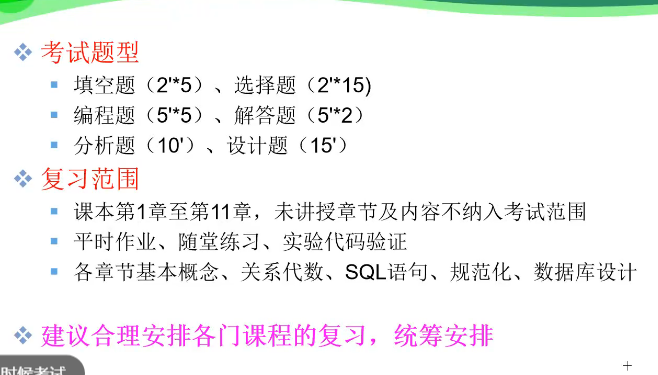 考试题型
填空题（2'*5）、选择题（2'*15)
编程题（5'*5）、解答题（5'*2）
分析题（10'）、设计题（15'）
复习范围
课本第1章至第11章，未讲授章节及内容不纳入考试范围
平时作业、随堂练习、实验代码验证
各章节基本概念、关系代数、SQL语句、规范化、数据库设计
建议合理安排各门课程的复习，统筹安排
时候考试